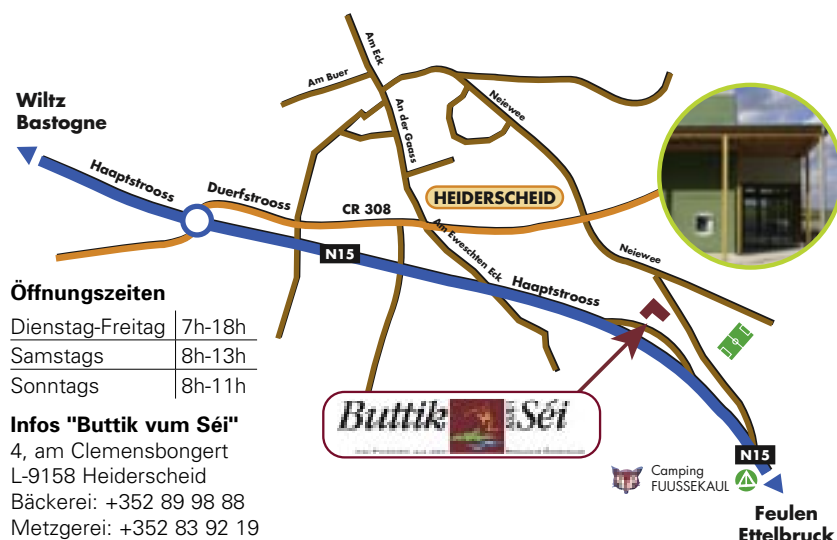 Wiltz
Bastogne
Am Eck
Am Buer
An der Gaass
Neiewee
Haaptstrooss
Duerfstrooss
CR 308
HEIDERSCHEID
N15
Am Eweschten Eck
Haaptstrooss
Neiewee
Öffnungszeiten
Dienstag-Freitag 7h-18h
Samstags 8h-13h
Sonntags 8h-11h
Infos "Buttik vum Séi"
4, am Clemensbongert
L-9158 Heiderscheid
Bäckerei: +352 89 98 88
Metzgerei: +352 83 92 19
Buttik vum Séi
N15
Camping
FUUSSEKAUL
Feulen
Ettelbruck